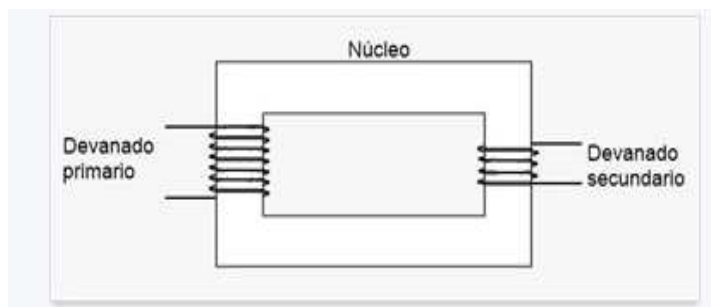 Núcleo
Devanado
primario
Devanado
secundario